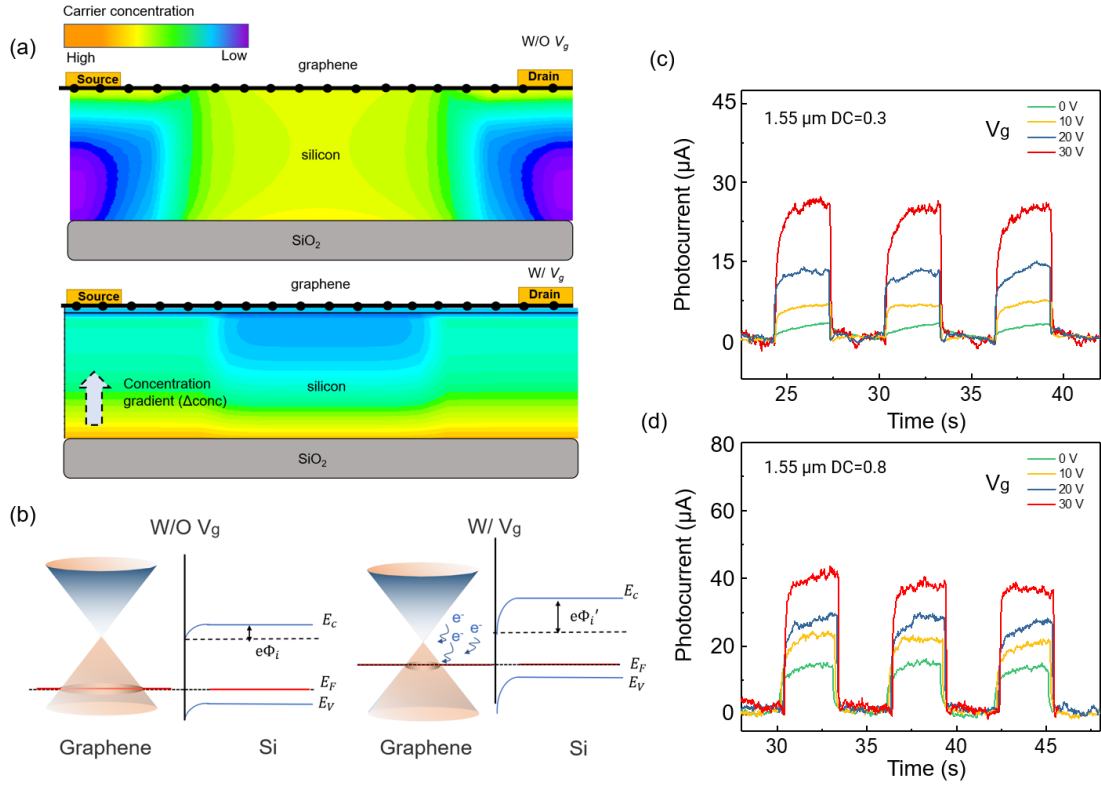 (a)
Carrier concentration
High
Low
W/O Vg
graphene
Source
Drain
silicon
SiO2
W/ Vg
graphene
Source
Drain
silicon
Concentration
gradient (Δconc)
SiO2
(b)
W/O Vg
Ec
eΦi
EF
EV
Graphene
Si
W/ Vg
e-
e-
e-
Ec
eΦi′
EF
EV
Graphene
Si
(c)
1.55 μm DC=0.3
Vg
0 V
10 V
20 V
30 V
Photocurrent (μA)
45
30
15
0
25
30
35
40
Time (s)
(d)
1.55 μm DC=0.8
Vg
0 V
10 V
20 V
30 V
Photocurrent (μA)
80
60
40
20
0
30
35
40
45
Time (s)